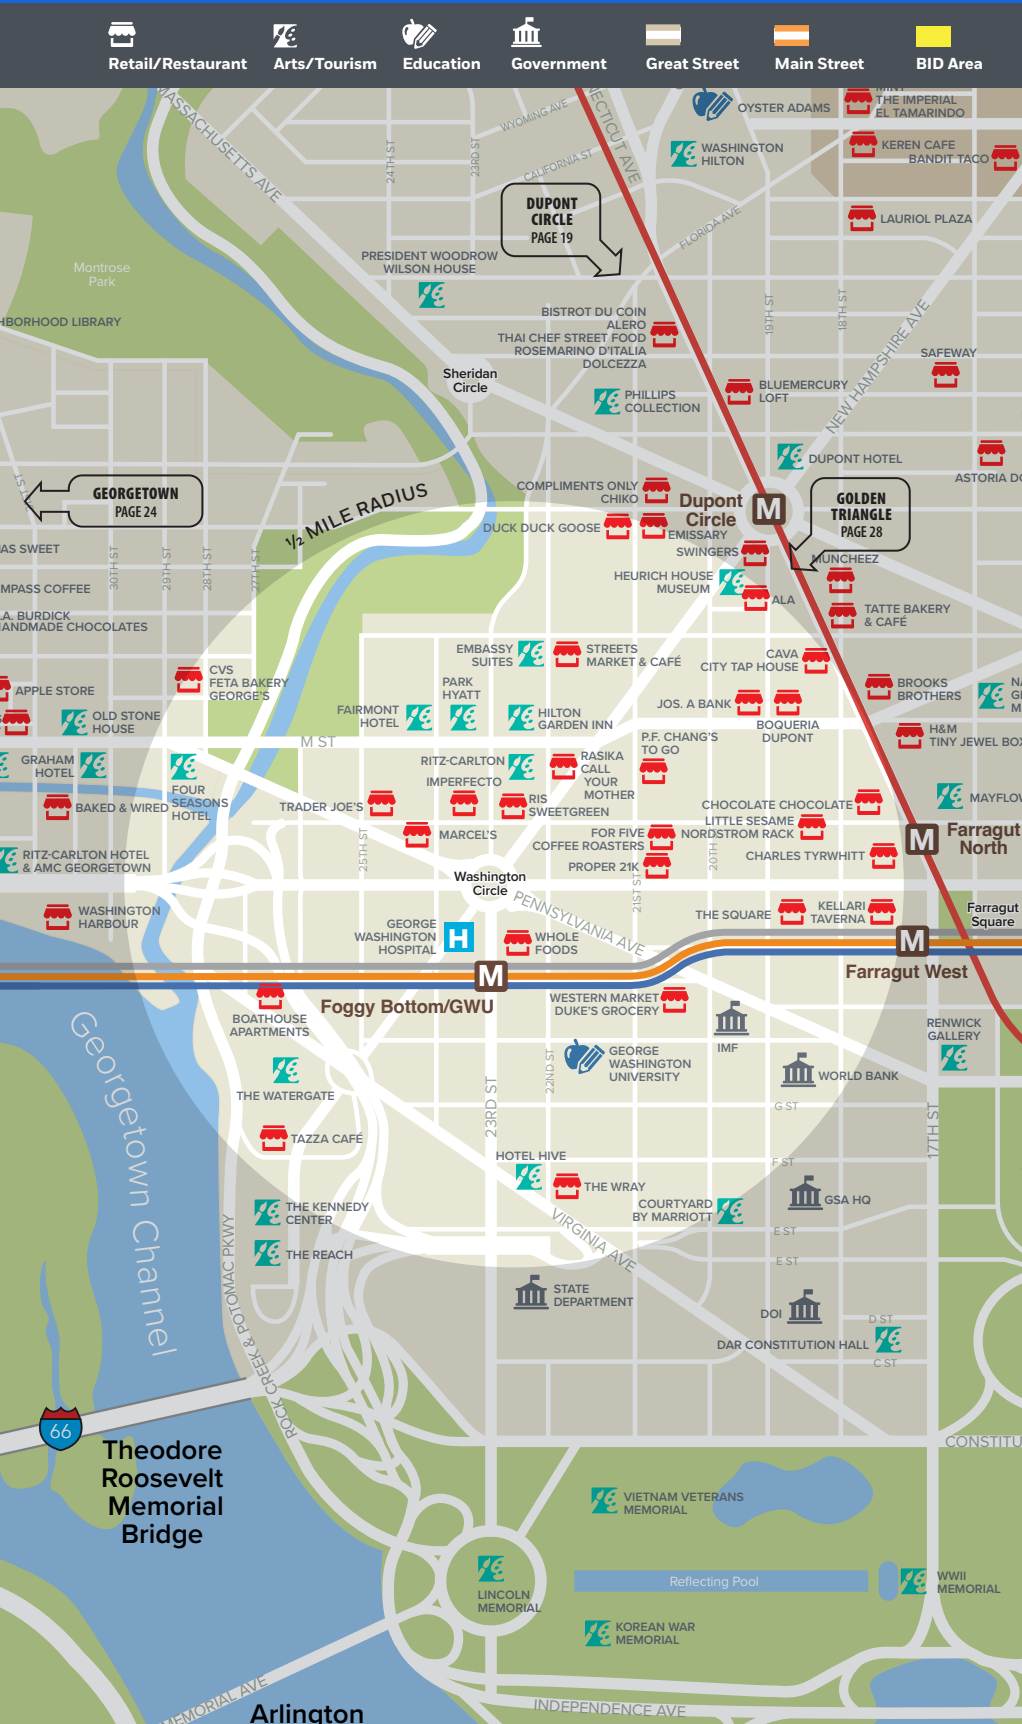 Retail/Restaurant
Arts/Tourism
Education
Government
Great Street
Main Street
BID Area
MASSACHUSETTS AVE
WYOMING AVE
24TH ST
23RD ST
CALIFORNIA ST
OYSTER ADAMS
THE IMPERIAL
EL TAMARINDO
WASHINGTON
HILTON
KEREN CAFE
BANDIT TACO
DUPONT
CIRCLE
PAGE 19
LAURIOL PLAZA
FLORIDA AVE
PRESIDENT WOODROW
WILSON HOUSE
Montrose
Park
19TH ST
18TH ST
BISTROT DU COIN
ALERO
THAI CHEF STREET FOOD
ROSEMARINO D'ITALIA
DOLCEZZA
NEW HAMPSHIRE AVE
SAFEWAY
Sheridan
Circle
BLUEMERCURY
LOFT
PHILLIPS
COLLECTION
DUPONT HOTEL
GEORGETOWN
PAGE 24
½ MILE RADIUS
COMPLIMENTS ONLY
CHIKO
Dupont
Circle
M
GOLDEN
TRIANGLE
PAGE 28
DUCK DUCK GOOSE
EMISSARY
SWINGERS
MUNCHEEZ
30TH ST
29TH ST
28TH ST
27TH ST
HEURICH HOUSE
MUSEUM
ALA
TATTE BAKERY
& CAFÉ
EMBASSY
SUITES
STREETS
MARKET & CAFÉ
CAVA
CITY TAP HOUSE
CVS
FETA BAKERY
GEORGE'S
APPLE STORE
PARK
HYATT
BROOKS
BROTHERS
JOS. A BANK
BOQUERIA
DUPONT
OLD STONE
HOUSE
FAIRMONT
HOTEL
HILTON
GARDEN INN
H&M
TINY JEWEL BOX
M ST
P.F. CHANG'S
TO GO
GRAHAM
HOTEL
RITZ-CARLTON
RASIKA
CALL
YOUR
MOTHER
IMPERFECTO
FOUR
SEASONS
HOTEL
BAKED & WIRED
TRADER JOE'S
RIS
SWEETGREEN
CHOCOLATE CHOCOLATE
LITTLE SESAME
NORDSTROM RACK
MARCEL'S
FOR FIVE
COFFEE ROASTERS
M
Farragut
North
25TH ST
20TH ST
CHARLES TYRWHITT
RITZ-CARLTON HOTEL
& AMC GEORGETOWN
PROPER 21K
21ST ST
Washington
Circle
PENNSYLVANIA AVE
WASHINGTON
HARBOUR
THE SQUARE
KELLARI
TAVERNA
Farragut
Square
GEORGE
WASHINGTON
HOSPITAL
H
WHOLE
FOODS
M
Farragut West
M
Foggy Bottom/GWU
WESTERN MARKET
DUKE'S GROCERY
BOATHOUSE
APARTMENTS
IMF
RENWICK
GALLERY
GEORGE
WASHINGTON
UNIVERSITY
22ND ST
WORLD BANK
THE WATERGATE
23RD ST
G ST
17TH ST
TAZZA CAFÉ
Georgetown Channel
HOTEL HIVE
F ST
THE WRAY
GSA HQ
COURTYARD
BY MARRIOTT
THE KENNEDY
CENTER
VIRGINIA AVE
E ST
THE REACH
E ST
STATE
DEPARTMENT
DOI
D ST
DAR CONSTITUTION HALL
C ST
ROCK CREEK & POTOMAC PKWY
66
Theodore
Roosevelt
Memorial
Bridge
VIETNAM VETERANS
MEMORIAL
LINCOLN
MEMORIAL
Reflecting Pool
WWII
MEMORIAL
KOREAN WAR
MEMORIAL
MEMORIAL AVE
Arlington
INDEPENDENCE AVE